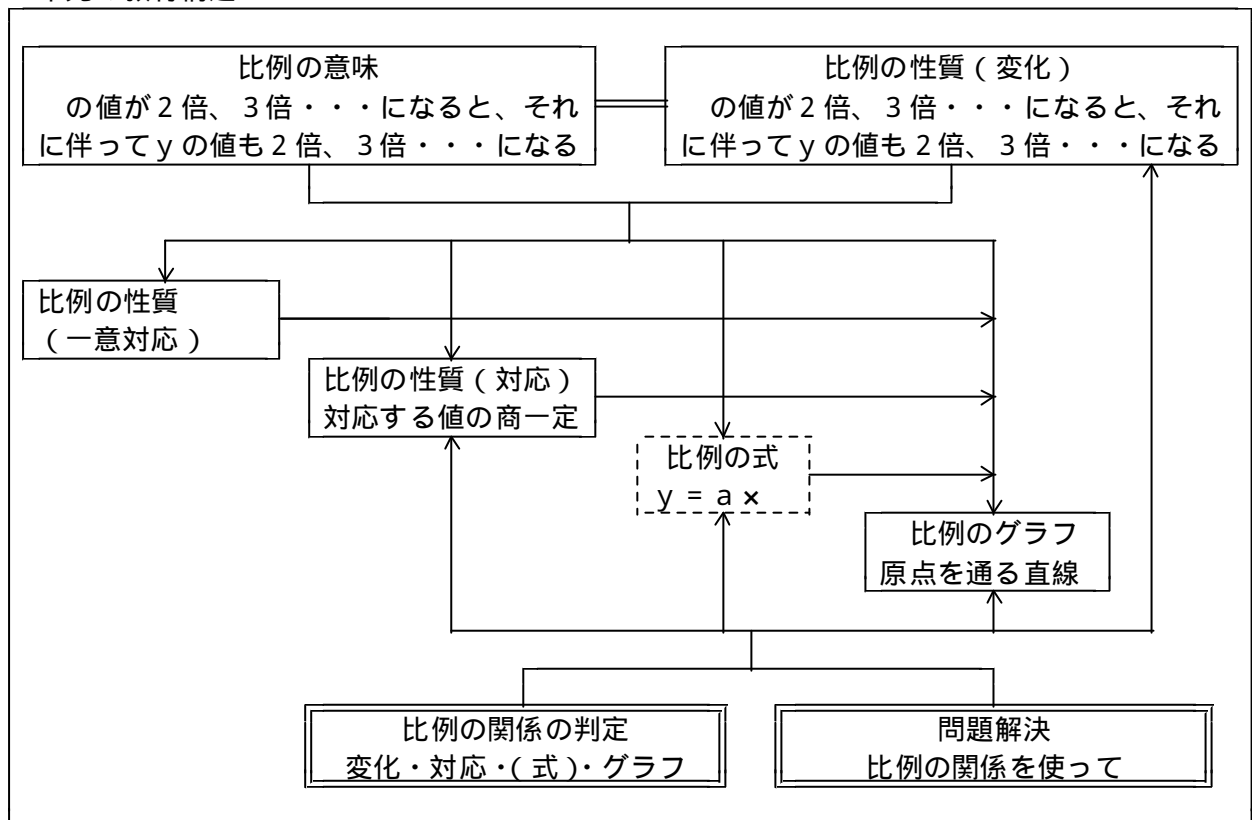 比例の意味
の値が2倍、3倍・・・になると、それ
に伴ってyの値も2倍、3倍・・・になる
比例の性質(変化)
の値が2倍、3倍・・・になると、それ
に伴ってyの値も2倍、3倍・・・になる
比例の性質
(一意対応)
比例の性質(対応)
対応する値の商一定
比例の式
y=a×
比例のグラフ
原点を通る直線
比例の関係の判定
変化・対応・(式)・グラフ
問題解決
比例の関係を使って